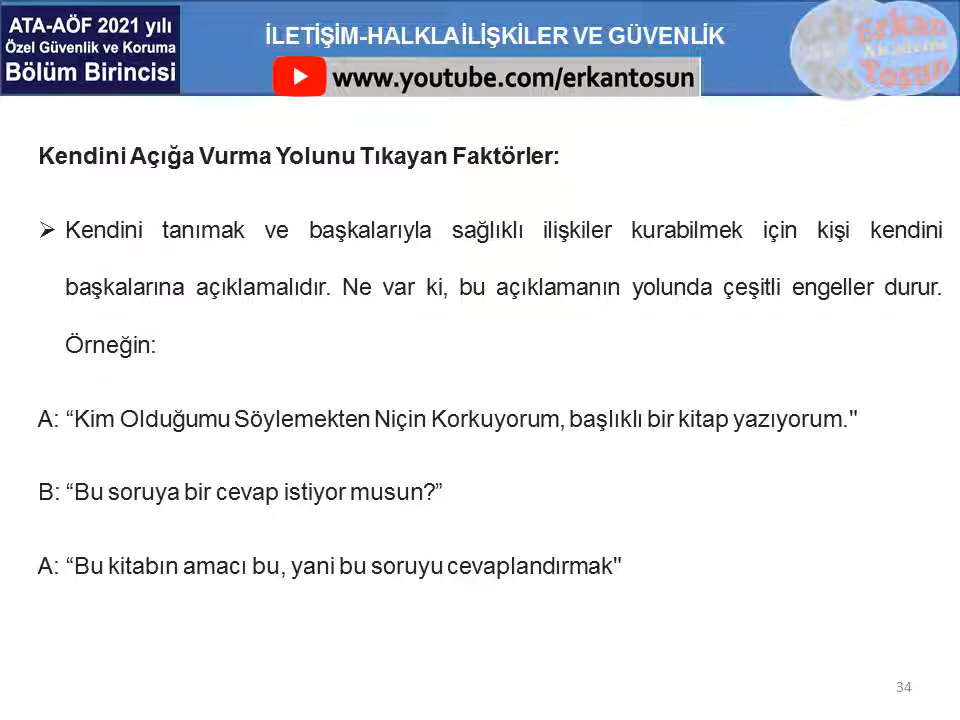 ATA-AÖF 2021 yılı
Özel Güvenlik ve Koruma
Bölüm Birincisi
İLETİŞİM-HALKLA İLİŞKİLER VE GÜVENLİK
www.youtube.com/erkantosun
Erkan
Akademi
Tosun
Kendini Açığa Vurma Yolunu Tıkayan Faktörler:
➢ Kendini tanımak ve başkalarıyla sağlıklı ilişkiler kurabilmek için kişi kendini
başkalarına açıklamalıdır. Ne var ki, bu açıklamanın yolunda çeşitli engeller durur.
Örneğin:
A: “Kim Olduğumu Söylemekten Niçin Korkuyorum, başlıklı bir kitap yazıyorum."
B: “Bu soruya bir cevap istiyor musun?”
A: “Bu kitabın amacı bu, yani bu soruyu cevaplandırmak"
34